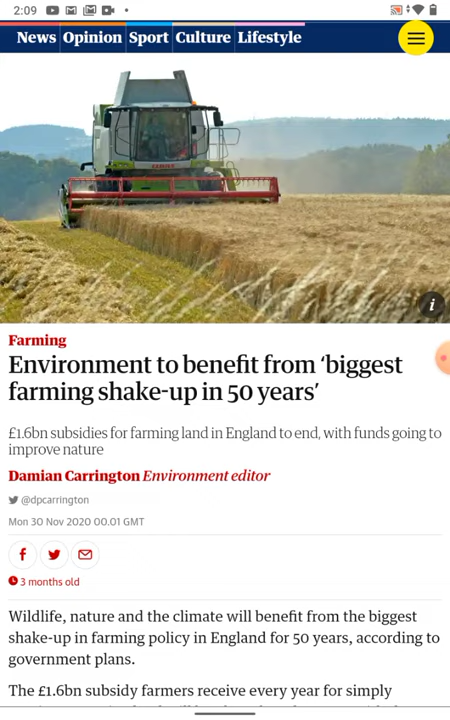 2:09
News Opinion Sport Culture Lifestyle
CLAAS
i
Farming
Environment to benefit from ‘biggest
farming shake-up in 50 years’
£1.6bn subsidies for farming land in England to end, with funds going to
improve nature
Damian Carrington Environment editor
@dpcarrington
Mon 30 Nov 2020 00.01 GMT
3 months old
Wildlife, nature and the climate will benefit from the biggest
shake-up in farming policy in England for 50 years, according to
government plans.
The £1.6bn subsidy farmers receive every year for simply